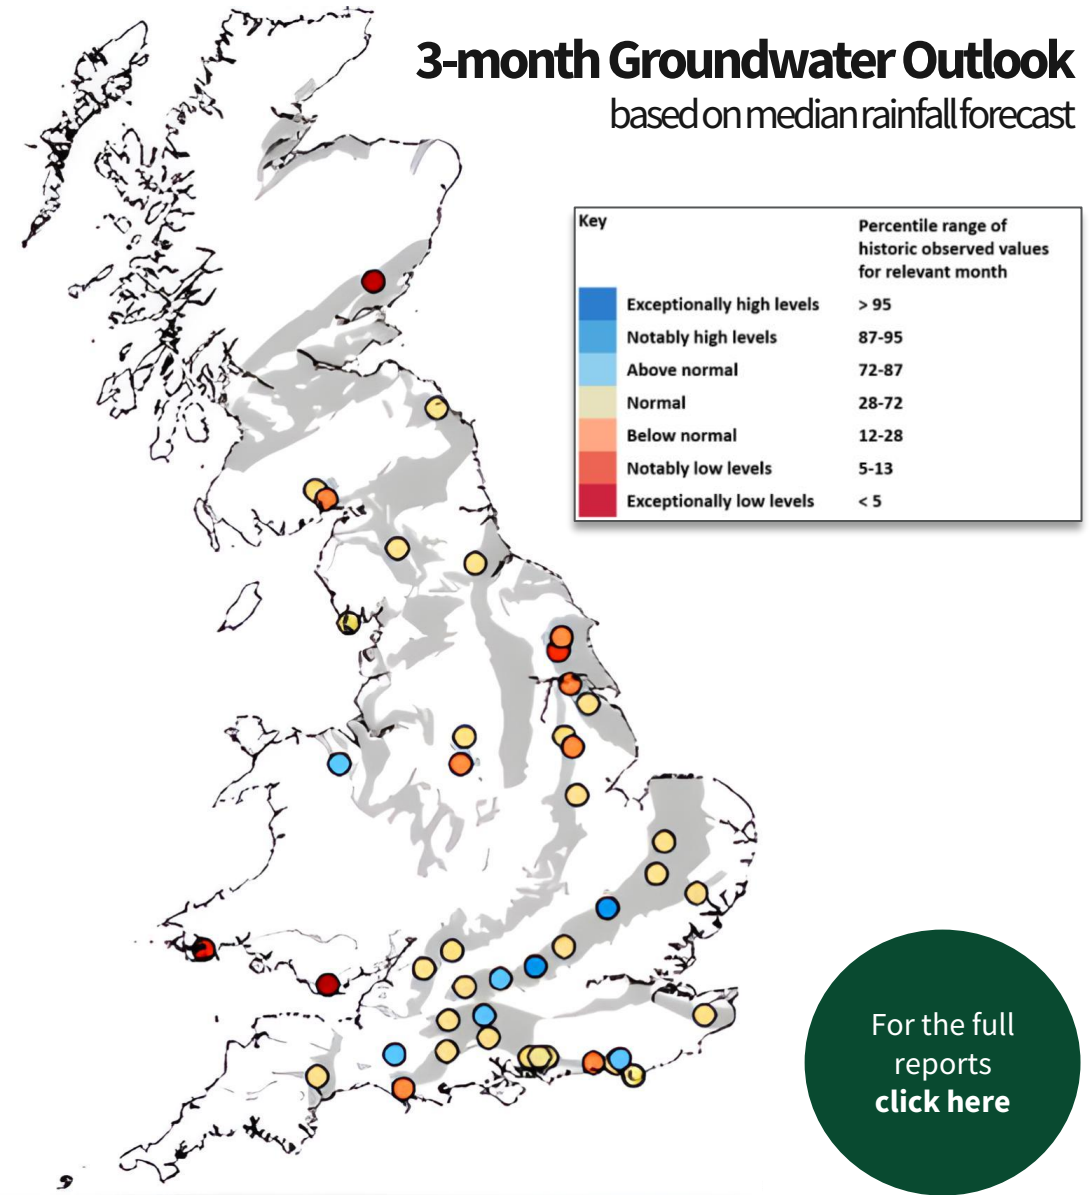 3-month Groundwater Outlook
based on median rainfall forecast
Key
Percentile range of
historic observed values
for relevant month
Exceptionally high levels > 95
Notably high levels 87-95
Above normal 72-87
Normal 28-72
Below normal 12-28
Notably low levels 5-13
Exceptionally low levels < 5
For the full
reports
click here